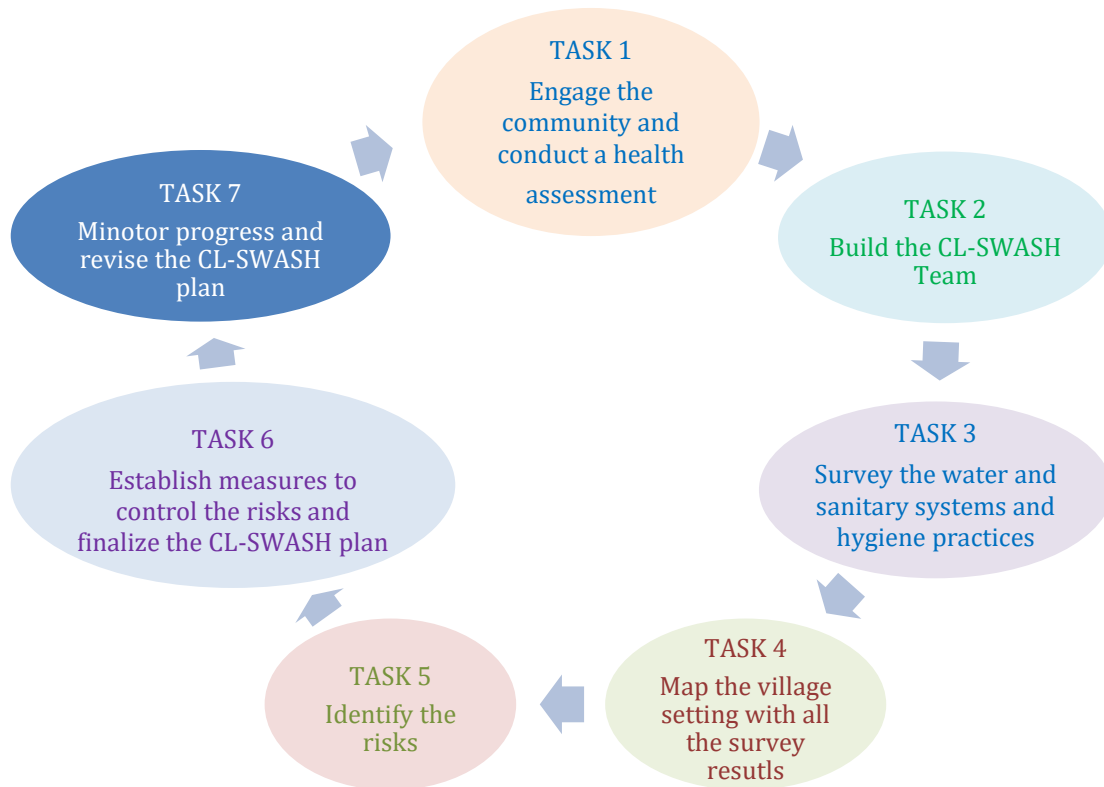 TASK 1
Engage the
community and
conduct a health
assessment
TASK 2
Build the CL-SWASH
Team
TASK 3
Survey the water and
sanitary systems and
hygiene practices
TASK 4
Map the village
setting with all
the survey
resutls
TASK 5
Identify the
risks
TASK 6
Establish measures to
control the risks and
finalize the CL-SWASH plan
TASK 7
Minotor progress and
revise the CL-SWASH
plan